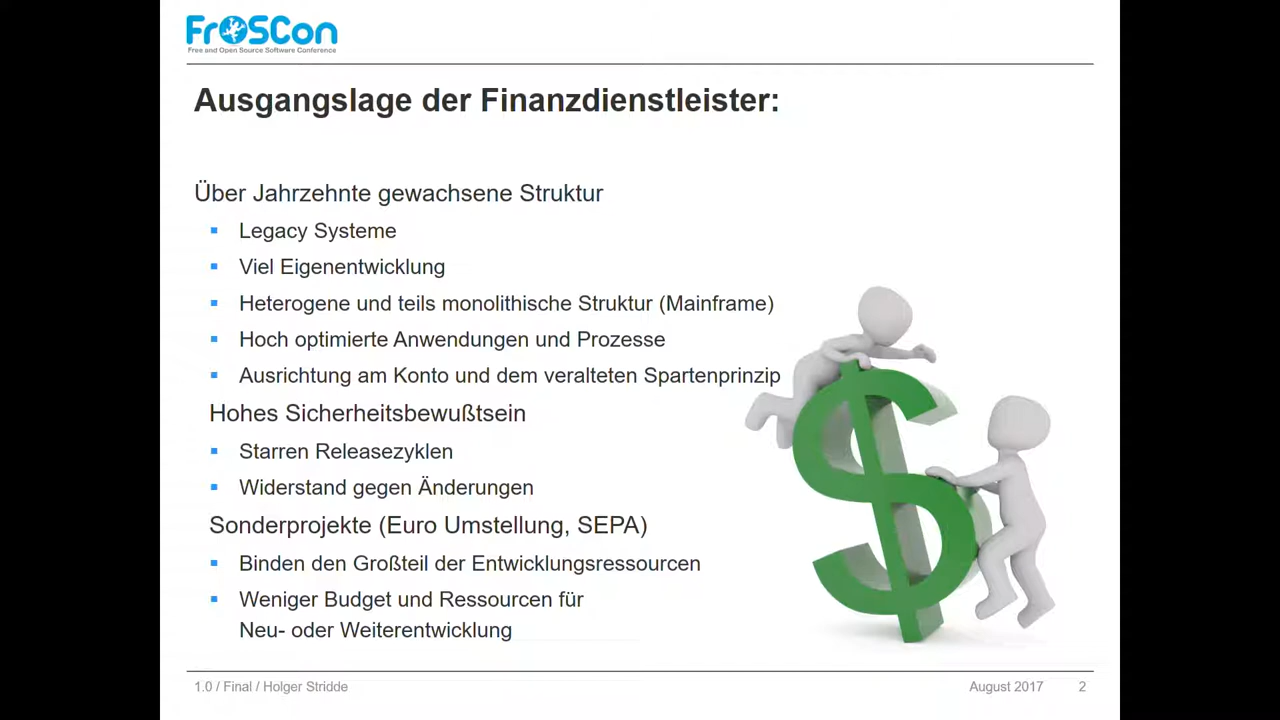 FrOSCon
Free and Open Source Software Conference
Ausgangslage der Finanzdienstleister:
Über Jahrzehnte gewachsene Struktur
Legacy Systeme
Viel Eigenentwicklung
Heterogene und teils monolithische Struktur (Mainframe)
Hoch optimierte Anwendungen und Prozesse
Ausrichtung am Konto und dem veralteten Spartenprinzip
Hohes Sicherheitsbewußtsein
Starren Releasezyklen
Widerstand gegen Änderungen
Sonderprojekte (Euro Umstellung, SEPA)
Binden den Großteil der Entwicklungsressourcen
Weniger Budget und Ressourcen für
Neu- oder Weiterentwicklung
1.0 / Final / Holger Stridde
August 2017 2